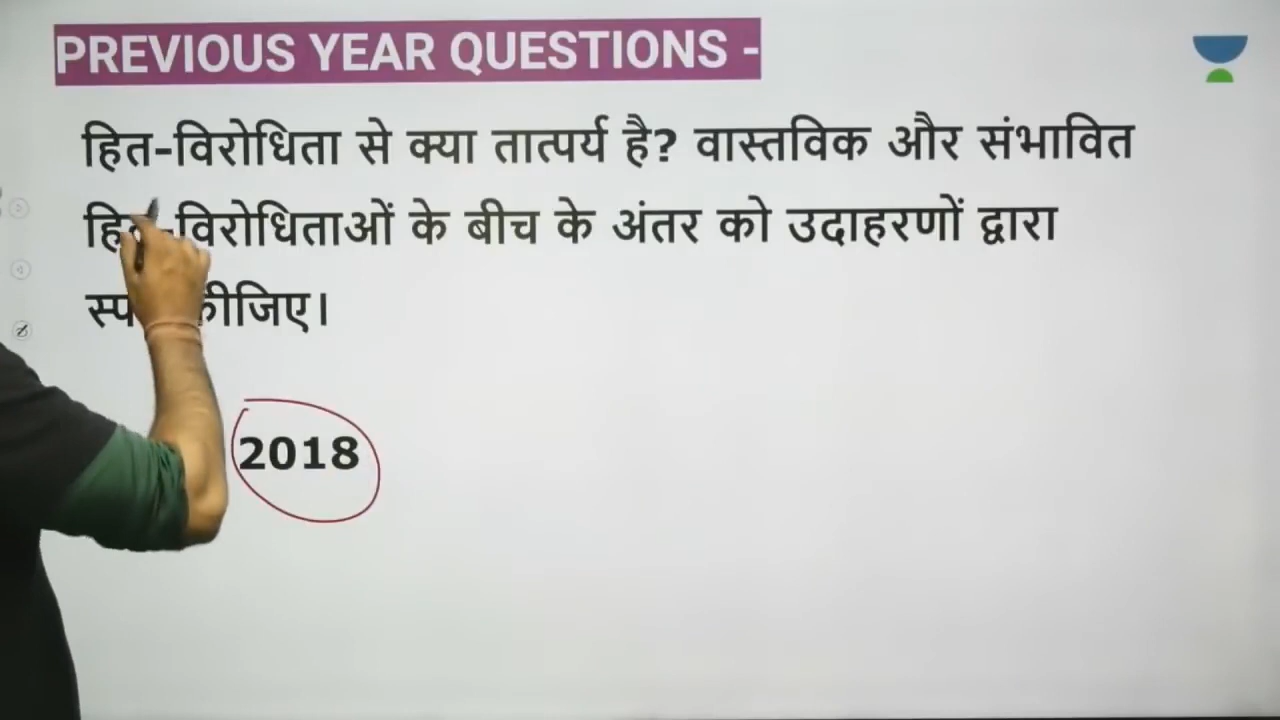 PREVIOUS YEAR QUESTIONS -
हित-विरोधिता से क्या तात्पर्य है? वास्तविक और संभावित
विरोधिताओं के बीच के अंतर को उदाहरणों द्वारा
2018